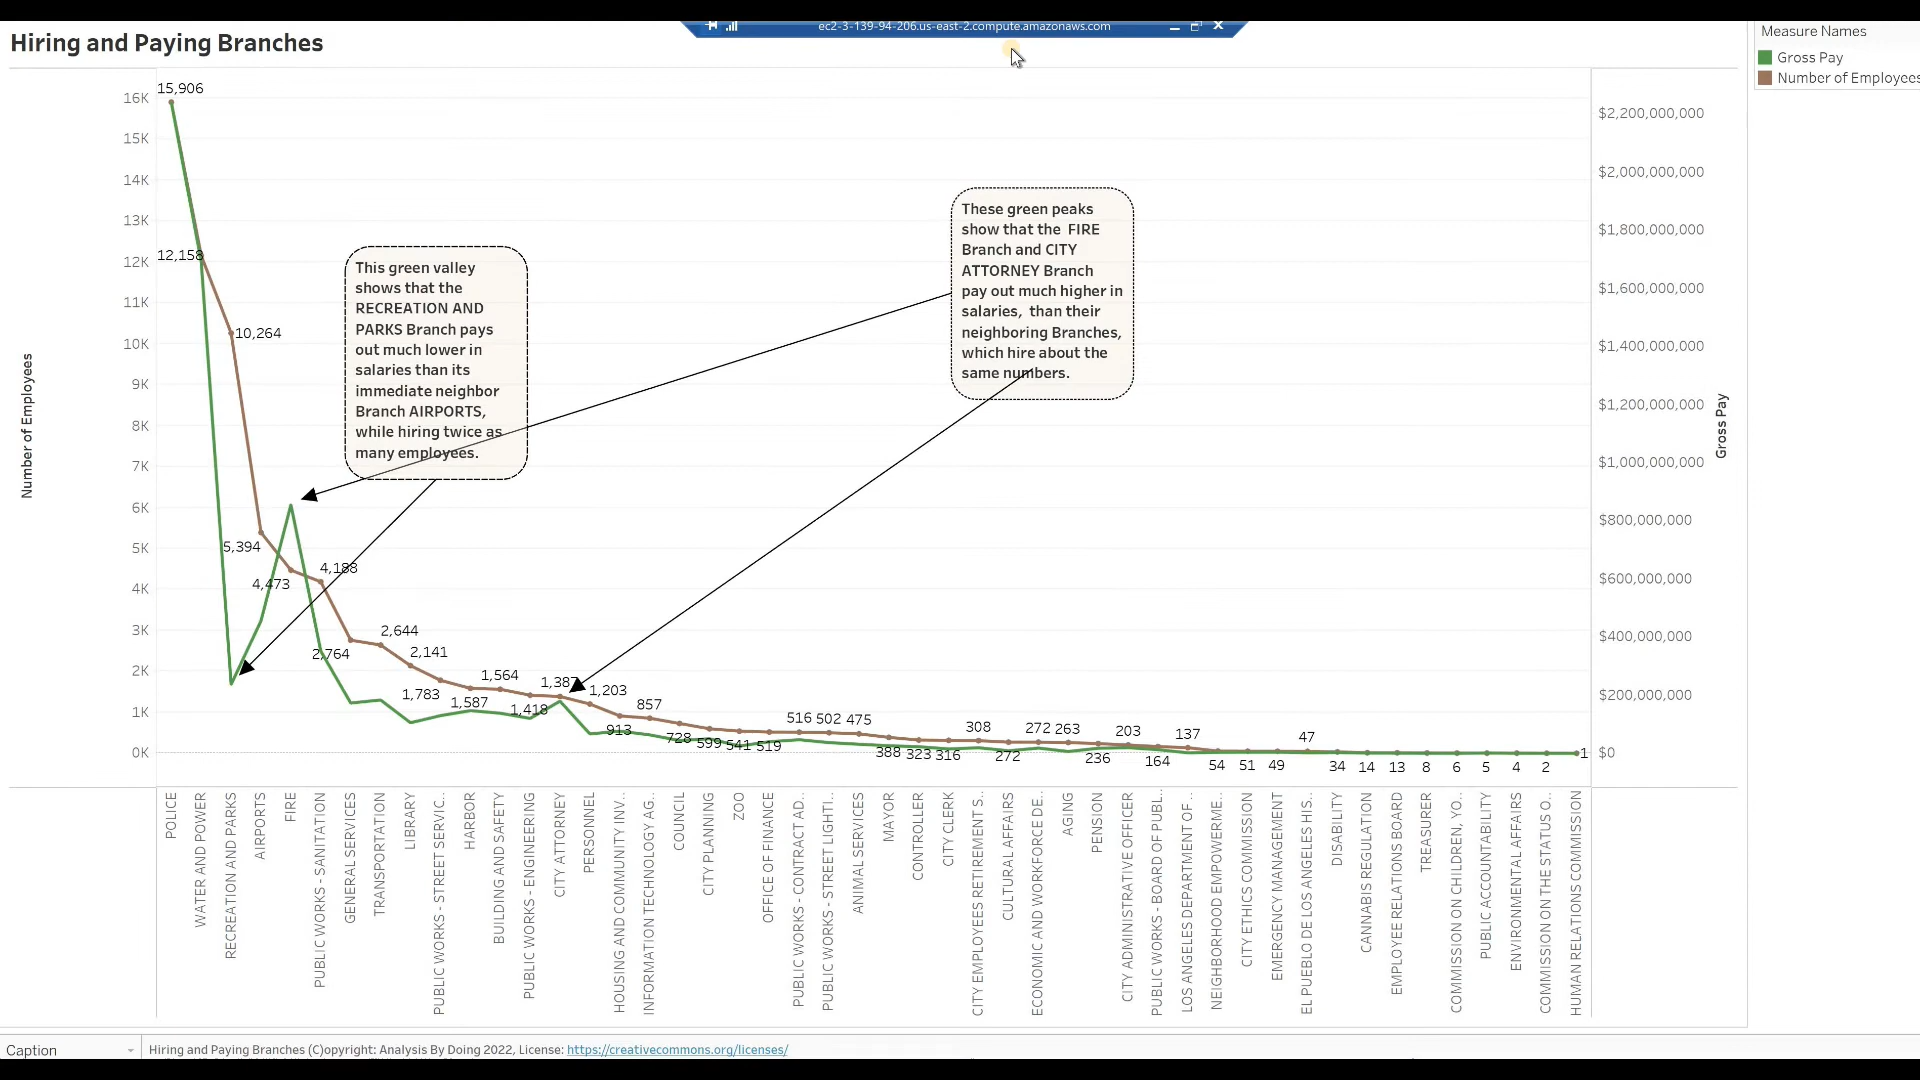 ec2-3-139-94-206.us-east-2.compute.amazonaws.com
Hiring and Paying Branches
Measure Names
Gross Pay
Number of Employees
15,906
12,158
10,264
5,394
4,473
4,188
2,764
2,644
2,141
1,783
1,587
1,564
1,418
1,387
1,203
913
857
728
599
541
519
516
502
475
388
323
316
308
272
272
263
236
203
164
137
54
51
49
47
34
14
13
8
6
5
4
2
1
16K
15K
14K
13K
12K
11K
10K
9K
8K
7K
6K
5K
4K
3K
2K
1K
0K
Number of Employees
$2,200,000,000
$2,000,000,000
$1,800,000,000
$1,600,000,000
$1,400,000,000
$1,200,000,000
$1,000,000,000
$800,000,000
$600,000,000
$400,000,000
$200,000,000
$0
Gross Pay
This green valley
shows that the
RECREATION AND
PARKS Branch pays
out much lower in
salaries than its
immediate neighbor
Branch AIRPORTS,
while hiring twice as
many employees.
These green peaks
show that the FIRE
Branch and CITY
ATTORNEY Branch
pay out much higher in
salaries, than their
neighboring Branches,
which hire about the
same numbers.
POLICE
WATER AND POWER
RECREATION AND PARKS
AIRPORTS
FIRE
PUBLIC WORKS - SANITATION
GENERAL SERVICES
TRANSPORTATION
LIBRARY
PUBLIC WORKS - STREET SERVIC..
HARBOR
BUILDING AND SAFETY
PUBLIC WORKS - ENGINEERING
CITY ATTORNEY
PERSONNEL
HOUSING AND COMMUNITY INV..
INFORMATION TECHNOLOGY AG..
COUNCIL
CITY PLANNING
ZOO
OFFICE OF FINANCE
PUBLIC WORKS - CONTRACT AD..
PUBLIC WORKS - STREET LIGHTI..
ANIMAL SERVICES
MAYOR
CONTROLLER
CITY CLERK
CITY EMPLOYEES RETIREMENT S..
CULTURAL AFFAIRS
ECONOMIC AND WORKFORCE DE..
AGING
PENSION
CITY ADMINISTRATIVE OFFICER
PUBLIC WORKS - BOARD OF PUBL..
LOS ANGELES DEPARTMENT OF ..
NEIGHBORHOOD EMPOWERME..
CITY ETHICS COMMISSION
EMERGENCY MANAGEMENT
EL PUEBLO DE LOS ANGELES HIS..
DISABILITY
CANNABIS REGULATION
EMPLOYEE RELATIONS BOARD
TREASURER
COMMISSION ON CHILDREN, YO..
PUBLIC ACCOUNTABILITY
ENVIRONMENTAL AFFAIRS
COMMISSION ON THE STATUS O..
HUMAN RELATIONS COMMISSION
Caption
Hiring and Paying Branches (C)opyright: Analysis By Doing 2022, License: https://creativecommons.org/licenses/